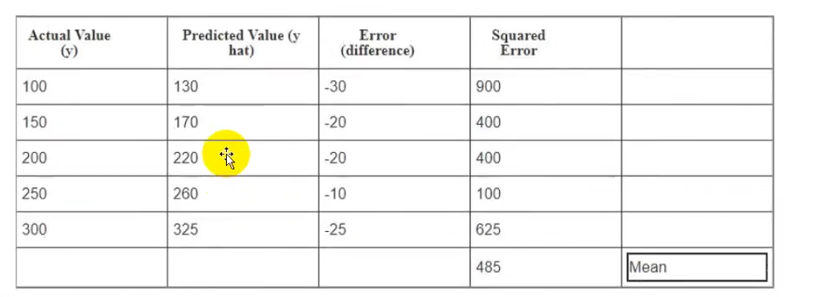 Actual Value (y) Predicted Value (y hat) Error (difference) Squared Error
100 130 -30 900
150 170 -20 400
200 220 -20 400
250 260 -10 100
300 325 -25 625
485 Mean